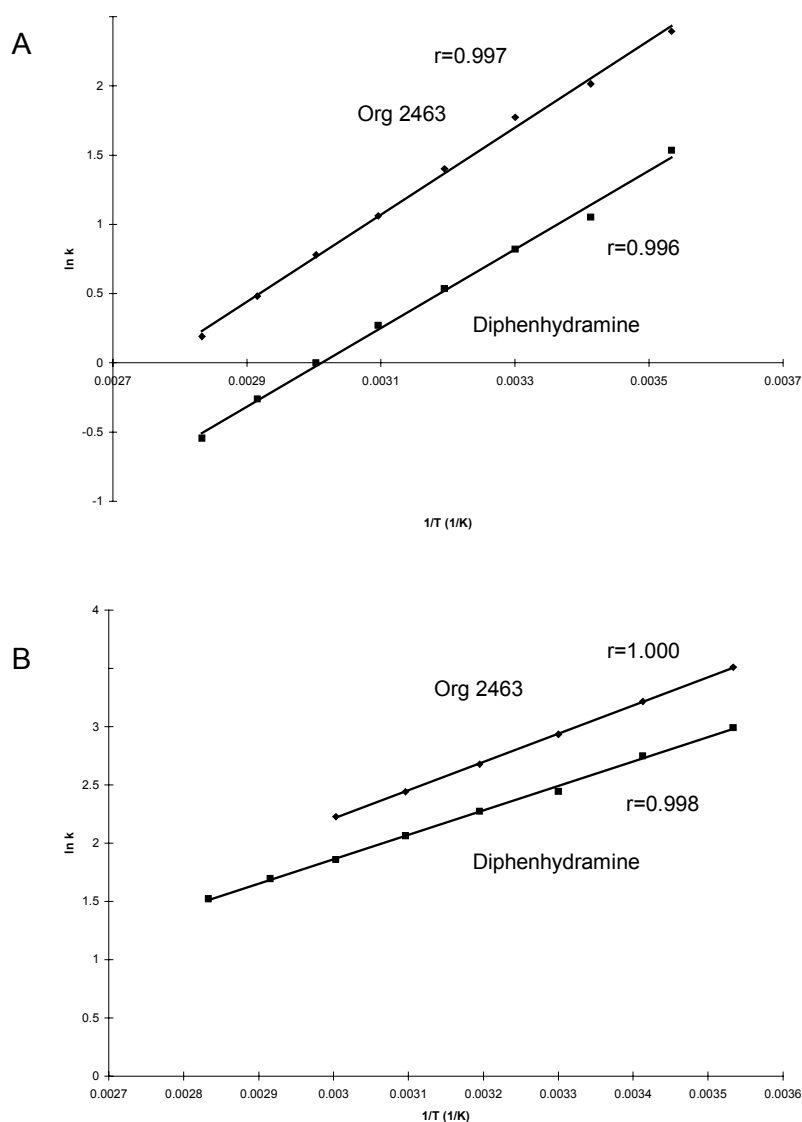 A
r=0.997
Org 2463
r=0.996
Diphenhydramine
2
1.5
1
0.5
0
-0.5
-1
ln k
0.0027 0.0029 0.0031 0.0033 0.0035 0.0037
1/T (1/K)
B
r=1.000
Org 2463
r=0.998
Diphenhydramine
4
3
2.5
2
1.5
1
0.5
0
ln k
0.0027 0.0028 0.0029 0.003 0.0031 0.0032 0.0033 0.0034 0.0035 0.0036
1/T (1/K)